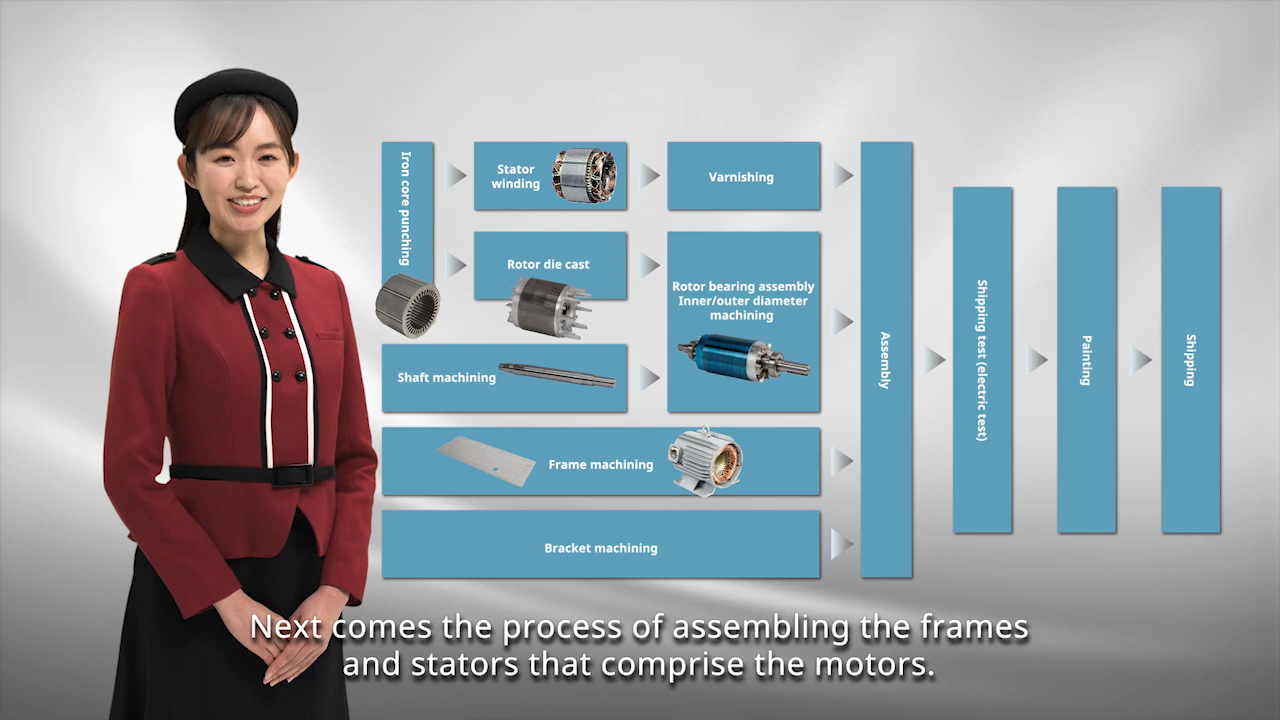 Iron core punching
Stator
winding
Varnishing
Rotor die cast
Rotor bearing assembly
Inner/outer diameter
machining
Shaft machining
Frame machining
Bracket machining
Assembly
Shipping test (electric test)
Painting
Shipping
Next comes the process of assembling the frames
and stators that comprise the motors.